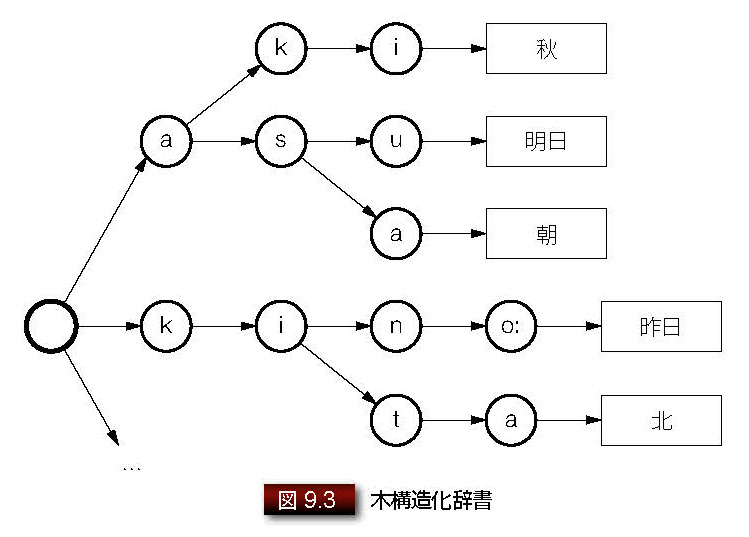 k i 秋
a s u 明日
a 朝
k i n o: 昨日
t a 北
...
図 9.3 木構造化辞書